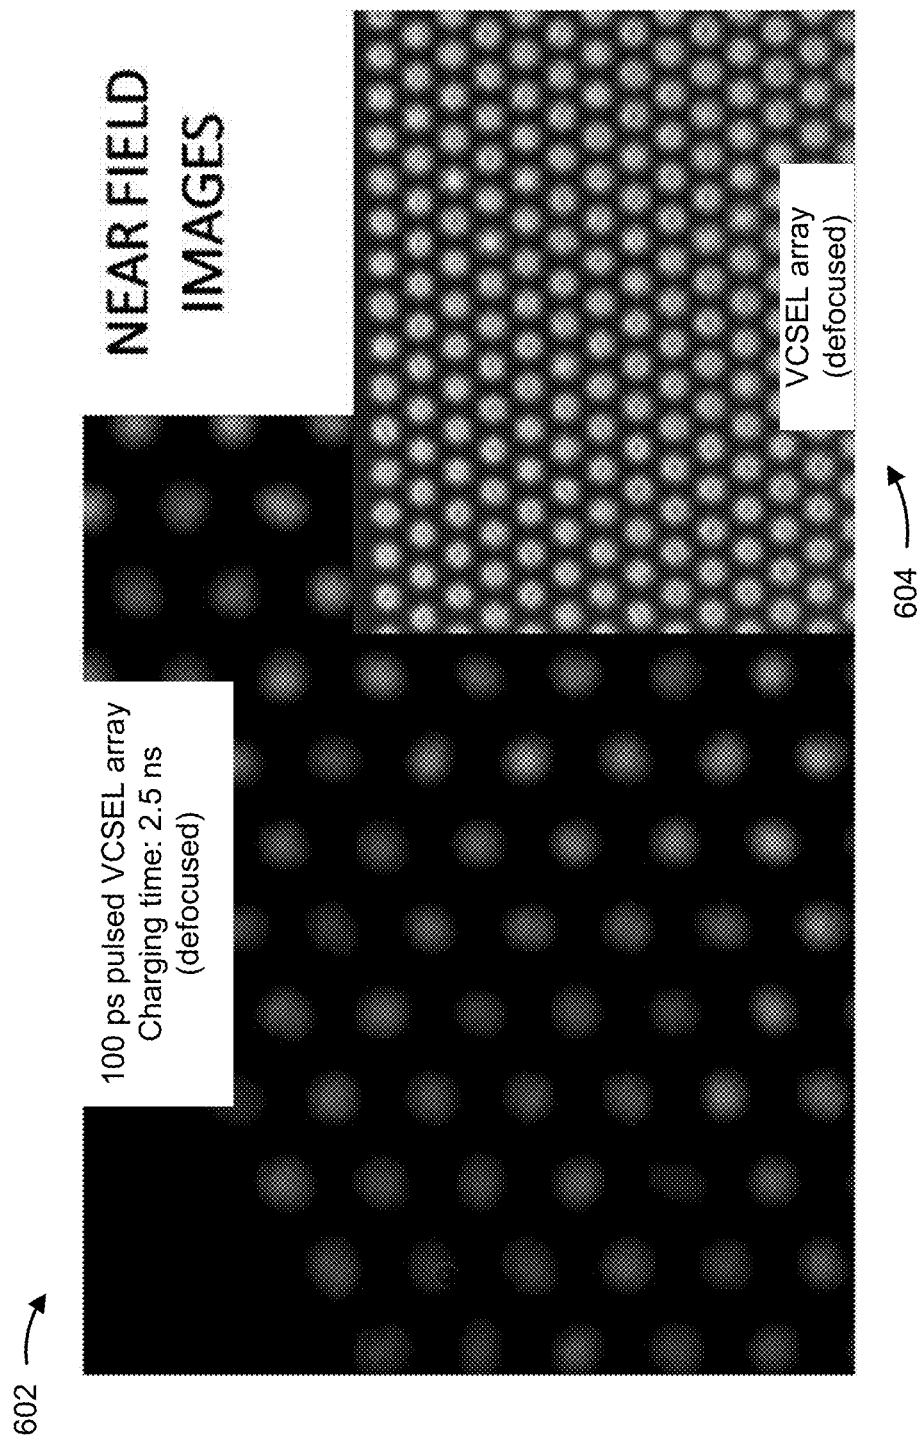 602
100 ps pulsed VCSEL array
Charging time: 2.5 ns
(defocused)
NEAR FIELD
IMAGES
VCSEL array
(defocused)
604